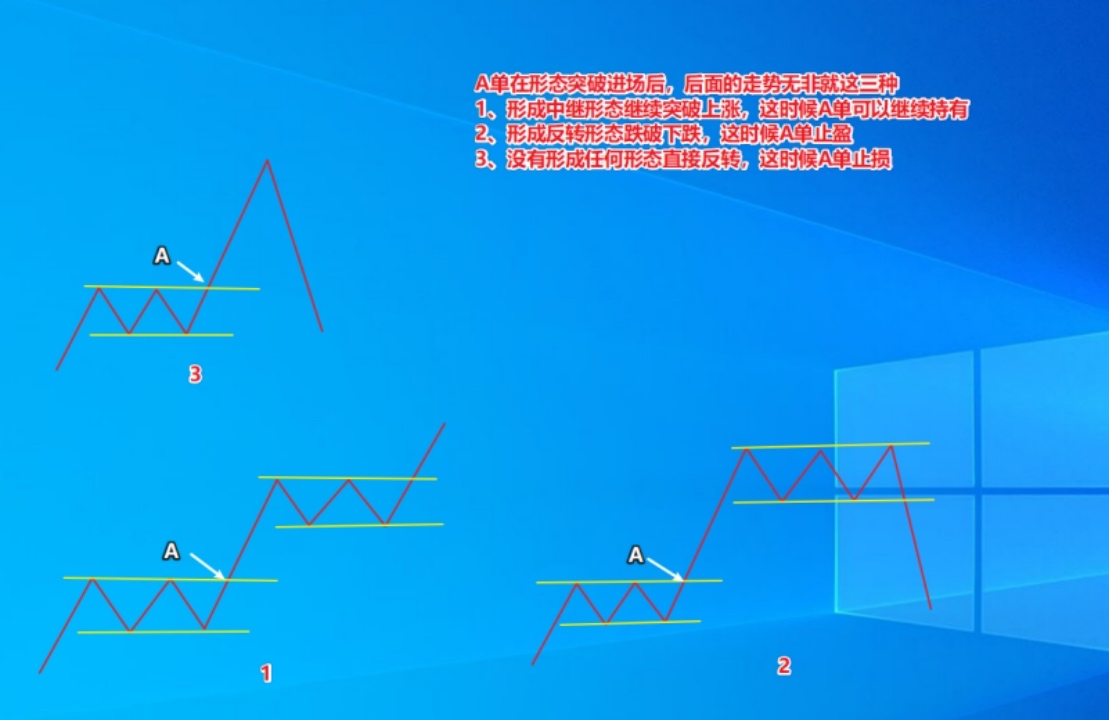 A单在形态突破进场后，后面的走势无非就这三种
1、形成中继形态继续突破上涨，这时候A单可以继续持有
2、形成反转形态跌破下跌，这时候A单止盈
3、没有形成任何形态直接反转，这时候A单止损
A
3
A
1
A
2